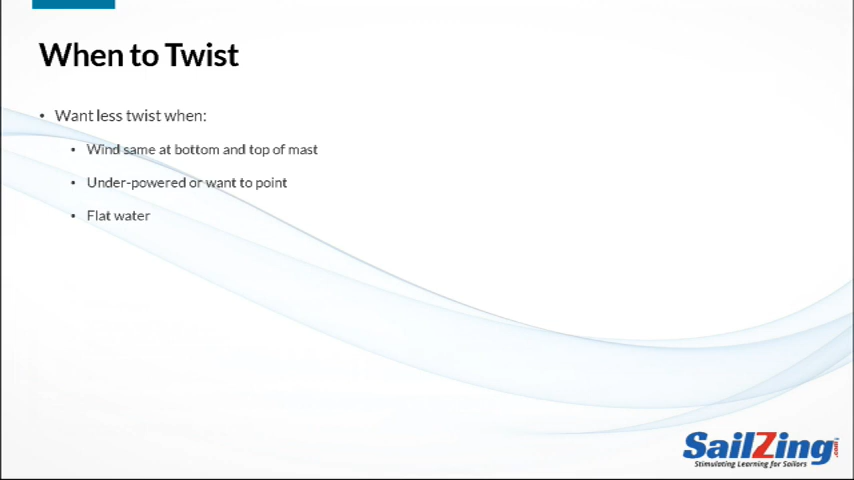 When to Twist
• Want less twist when:
• Wind same at bottom and top of mast
• Under-powered or want to point
• Flat water
SailZing.com
Stimulating Learning for Sailors